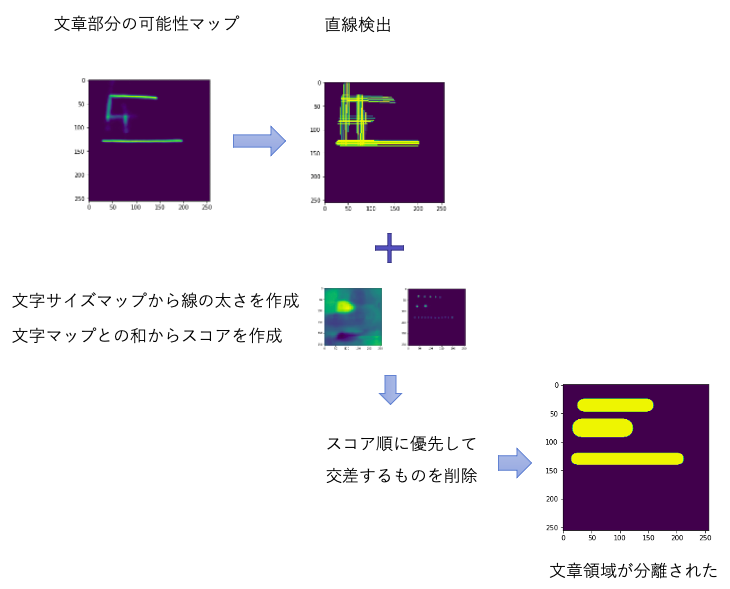 文章部分の可能性マップ
直線検出
0
50
100
150
200
250
0 50 100 150 200 250
0
50
100
150
200
250
0 50 100 150 200 250
文字サイズマップから線の太さを作成
文字マップとの和からスコアを作成
スコア順に優先して
交差するものを削除
0
50
100
150
200
250
0 50 100 150 200 250
文章領域が分離された